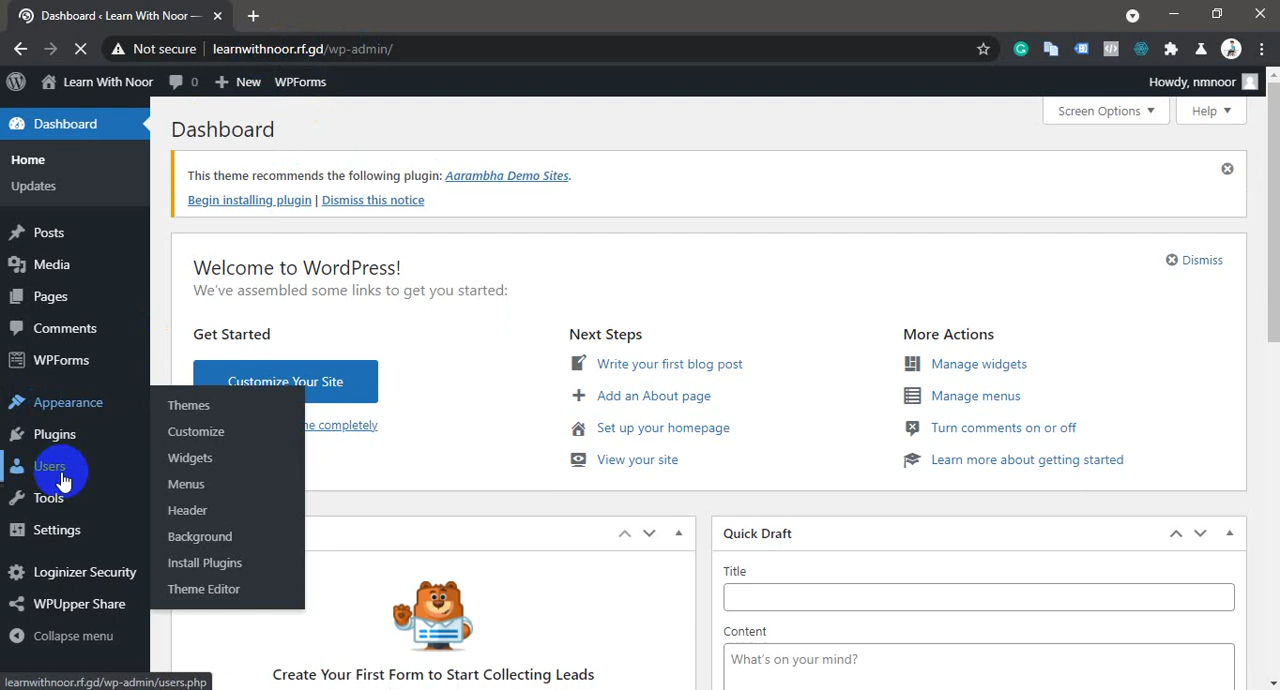 Dashboard ‹ Learn With Noor —
Not secure
learnwithnoor.rf.gd/wp-admin/
Learn With Noor
0
New
WPForms
Howdy, nmnoor
Dashboard
Home
Updates
Posts
Media
Pages
Comments
WPForms
Appearance
Plugins
Users
Tools
Settings
Loginizer Security
WPUpper Share
Collapse menu
Themes
Customize
Widgets
Menus
Header
Background
Install Plugins
Theme Editor
Dashboard
Screen Options
Help
This theme recommends the following plugin: Aarambha Demo Sites.
Begin installing plugin | Dismiss this notice
Welcome to WordPress!
Dismiss
We've assembled some links to get you started:
Get Started
Customize Your Site
completely
Next Steps
Write your first blog post
Add an About page
Set up your homepage
View your site
More Actions
Manage widgets
Manage menus
Turn comments on or off
Learn more about getting started
Create Your First Form to Start Collecting Leads
Quick Draft
Title
Content
What's on your mind?
learnwithnoor.rf.gd/wp-admin/users.php